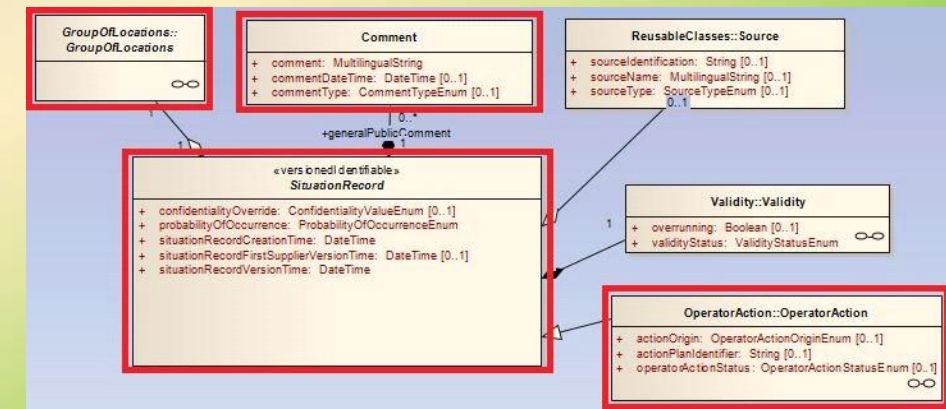 GroupOfLocations::
GroupOfLocations
Comment
+ comment: MultilingualString
+ commentDateTime: DateTime [0..1]
+ commentType: CommentTypeEnum [0..1]
ReusableClasses::Source
+ sourceIdentification: String [0..1]
+ sourceName: MultilingualString [0..1]
+ sourceType: SourceTypeEnum [0..1]
0..1
1
0..*
+generalPublicComment
1
1
«versionedIdentifiable»
SituationRecord
+ confidentialityOverride: ConfidentialityValueEnum [0..1]
+ probabilityOfOccurrence: ProbabilityOfOccurrenceEnum
+ situationRecordCreationTime: DateTime
+ situationRecordFirstSupplierVersionTime: DateTime [0..1]
+ situationRecordVersionTime: DateTime
Validity::Validity
+ overrunning: Boolean [0..1]
+ validityStatus: ValidityStatusEnum
1
OperatorAction::OperatorAction
+ actionOrigin: OperatorActionOriginEnum [0..1]
+ actionPlanIdentifier: String [0..1]
+ operatorActionStatus: OperatorActionStatusEnum [0..1]